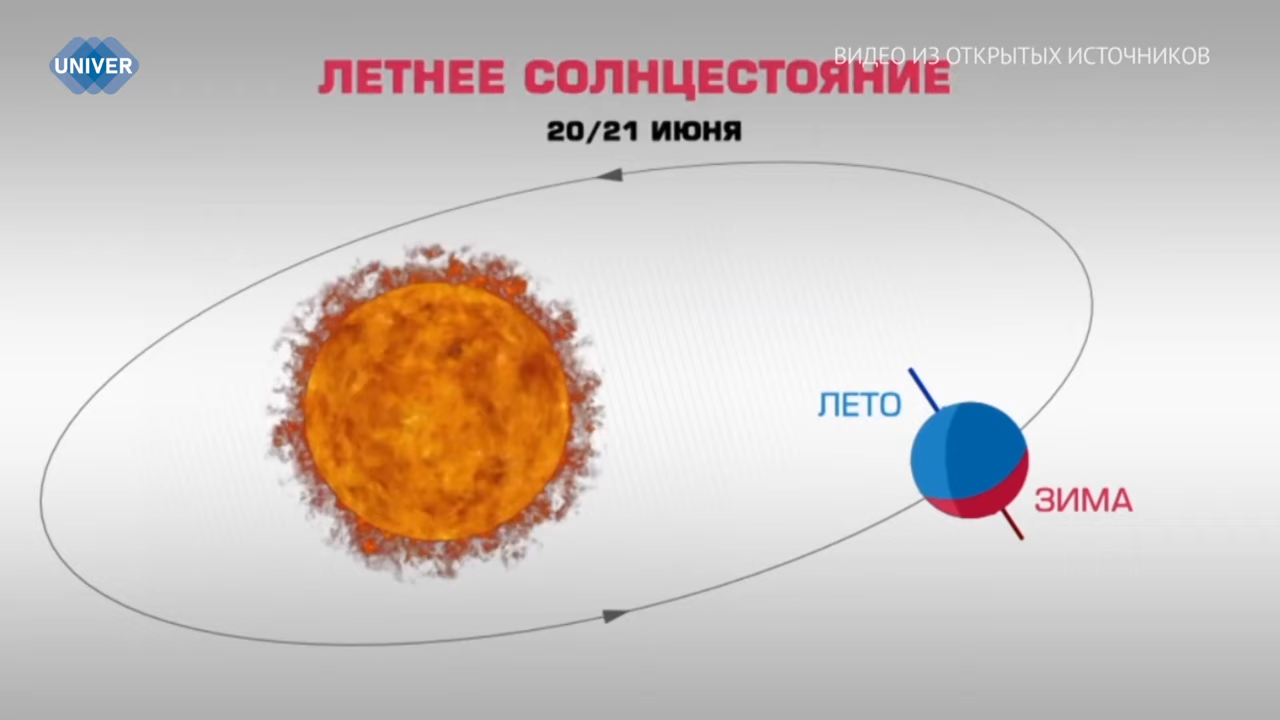 UNIVER
ВИДЕО ИЗ ОТКРЫТЫХ ИСТОЧНИКОВ
ЛЕТНЕЕ СОЛНЦЕСТОЯНИЕ
20/21 ИЮНЯ
ЛЕТО
ЗИМА